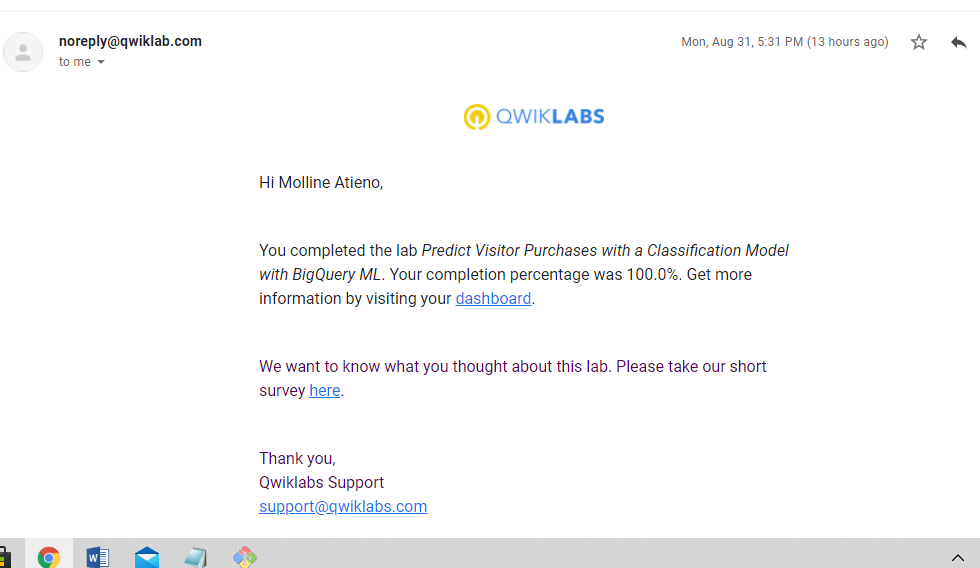 noreply@qwiklab.com
Mon, Aug 31, 5:31 PM (13 hours ago)
to me
QWIKLABS
Hi Molline Atieno,
You completed the lab Predict Visitor Purchases with a Classification Model
with BigQuery ML. Your completion percentage was 100.0%. Get more
information by visiting your dashboard.
We want to know what you thought about this lab. Please take our short
survey here.
Thank you,
Qwiklabs Support
support@qwiklabs.com
W